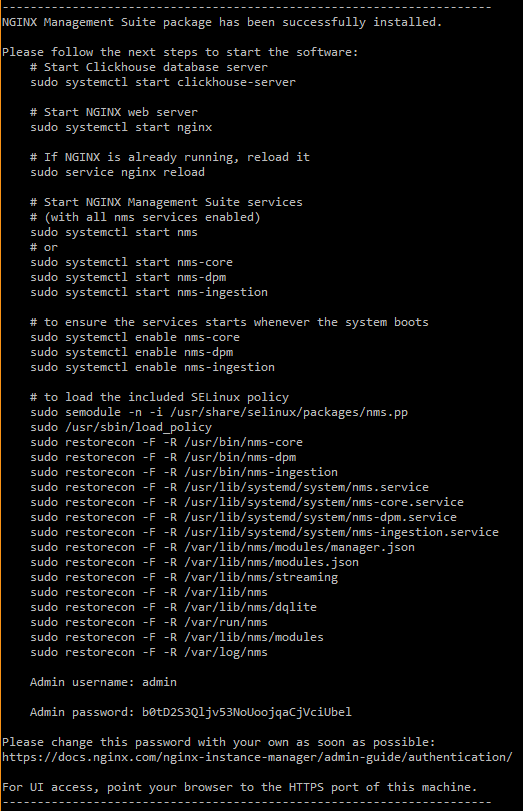 ----------------------------------------------------------------------
NGINX Management Suite package has been successfully installed.

Please follow the next steps to start the software:
    # Start Clickhouse database server
    sudo systemctl start clickhouse-server

    # Start NGINX web server
    sudo systemctl start nginx

    # If NGINX is already running, reload it
    sudo service nginx reload

    # Start NGINX Management Suite services
    # (with all nms services enabled)
    sudo systemctl start nms
    # or
    sudo systemctl start nms-core
    sudo systemctl start nms-dpm
    sudo systemctl start nms-ingestion

    # to ensure the services starts whenever the system boots
    sudo systemctl enable nms-core
    sudo systemctl enable nms-dpm
    sudo systemctl enable nms-ingestion

    # to load the included SELinux policy
    sudo semodule -n -i /usr/share/selinux/packages/nms.pp
    sudo /usr/sbin/load_policy
    sudo restorecon -F -R /usr/bin/nms-core
    sudo restorecon -F -R /usr/bin/nms-dpm
    sudo restorecon -F -R /usr/bin/nms-ingestion
    sudo restorecon -F -R /usr/lib/systemd/system/nms.service
    sudo restorecon -F -R /usr/lib/systemd/system/nms-core.service
    sudo restorecon -F -R /usr/lib/systemd/system/nms-dpm.service
    sudo restorecon -F -R /usr/lib/systemd/system/nms-ingestion.service
    sudo restorecon -F -R /var/lib/nms/modules/manager.json
    sudo restorecon -F -R /var/lib/nms/modules.json
    sudo restorecon -F -R /var/lib/nms/streaming
    sudo restorecon -F -R /var/lib/nms
    sudo restorecon -F -R /var/lib/nms/dqlite
    sudo restorecon -F -R /var/run/nms
    sudo restorecon -F -R /var/lib/nms/modules
    sudo restorecon -F -R /var/log/nms

    Admin username: admin

    Admin password: b0tD2S3Qljv53NoUoojqaCjVciUbel

Please change this password with your own as soon as possible:
https://docs.nginx.com/nginx-instance-manager/admin-guide/authentication/

For UI access, point your browser to the HTTPS port of this machine.
----------------------------------------------------------------------